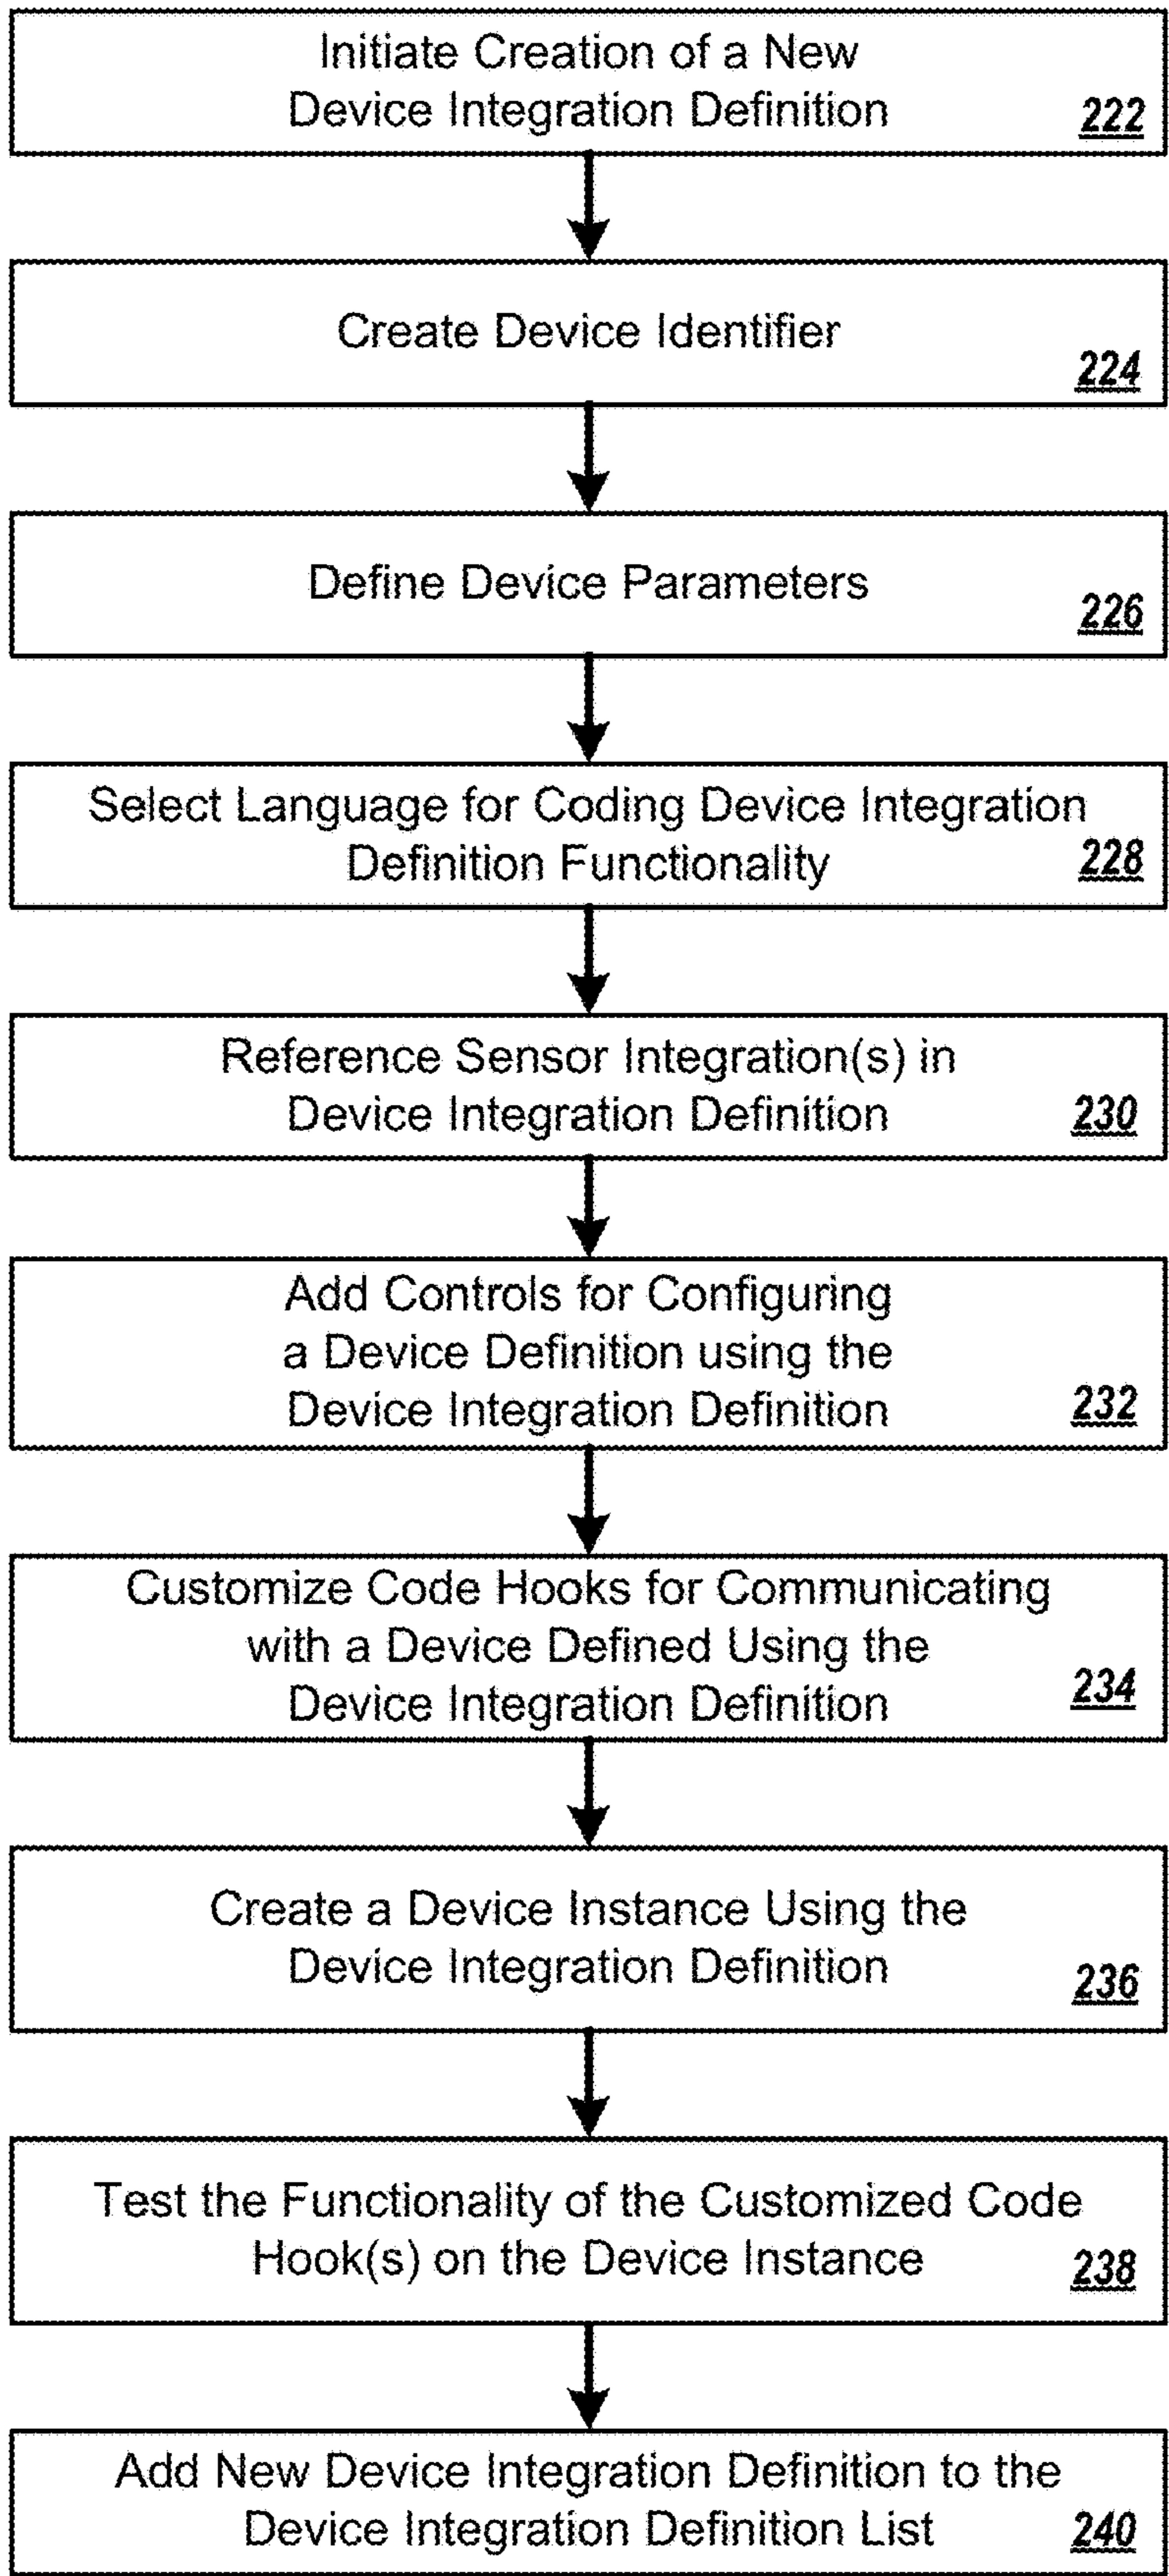 Initiate Creation of a New
Device Integration Definition
222
Create Device Identifier
224
Define Device Parameters
226
Select Language for Coding Device Integration
Definition Functionality
228
Reference Sensor Integration(s) in
Device Integration Definition
230
Add Controls for Configuring
a Device Definition using the
Device Integration Definition
232
Customize Code Hooks for Communicating
with a Device Defined Using the
Device Integration Definition
234
Create a Device Instance Using the
Device Integration Definition
236
Test the Functionality of the Customized Code
Hook(s) on the Device Instance
238
Add New Device Integration Definition to the
Device Integration Definition List
240